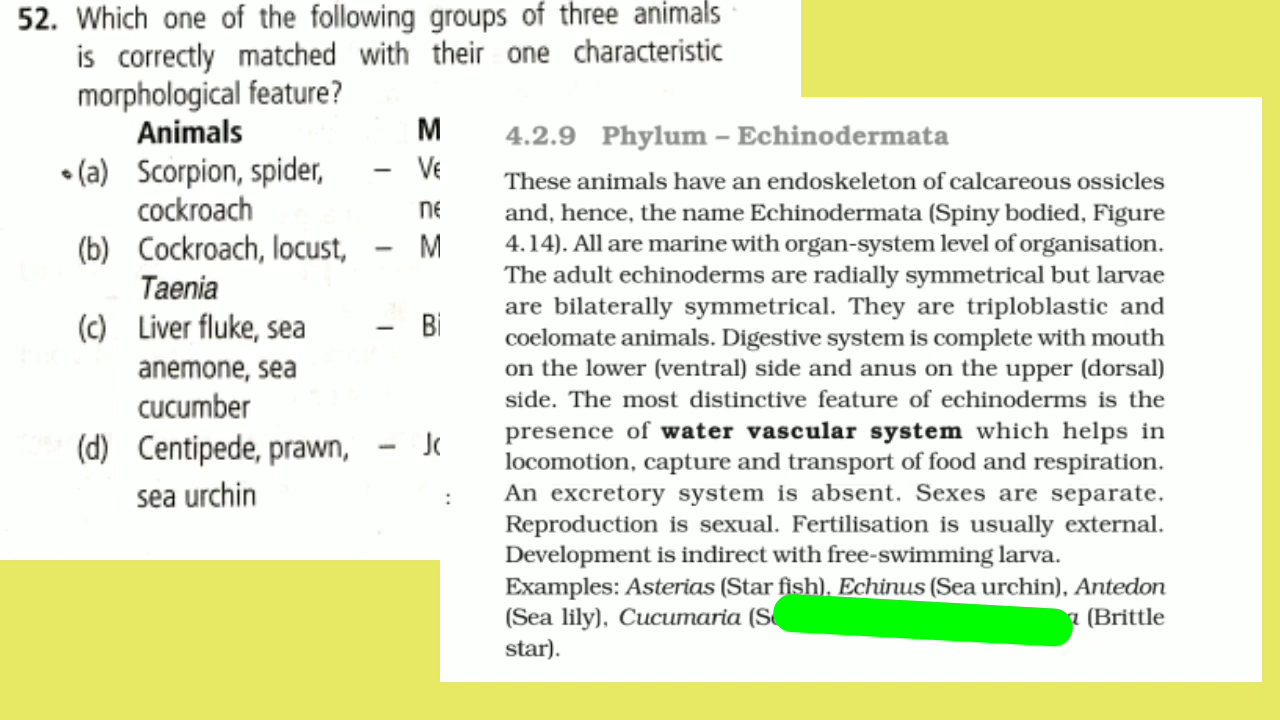 52. Which one of the following groups of three animals
is correctly matched with their one characteristic
morphological feature?
Animals M
(a) Scorpion, spider, – Ve
cockroach ne
(b) Cockroach, locust, – M
Taenia
(c) Liver fluke, sea – Bi
anemone, sea
cucumber
(d) Centipede, prawn, – Jo
sea urchin :
4.2.9 Phylum – Echinodermata
These animals have an endoskeleton of calcareous ossicles
and, hence, the name Echinodermata (Spiny bodied, Figure
4.14). All are marine with organ-system level of organisation.
The adult echinoderms are radially symmetrical but larvae
are bilaterally symmetrical. They are triploblastic and
coelomate animals. Digestive system is complete with mouth
on the lower (ventral) side and anus on the upper (dorsal)
side. The most distinctive feature of echinoderms is the
presence of water vascular system which helps in
locomotion, capture and transport of food and respiration.
An excretory system is absent. Sexes are separate.
Reproduction is sexual. Fertilisation is usually external.
Development is indirect with free-swimming larva.
Examples: Asterias (Star fish), Echinus (Sea urchin), Antedon
(Sea lily), Cucumaria (Brittle
star).